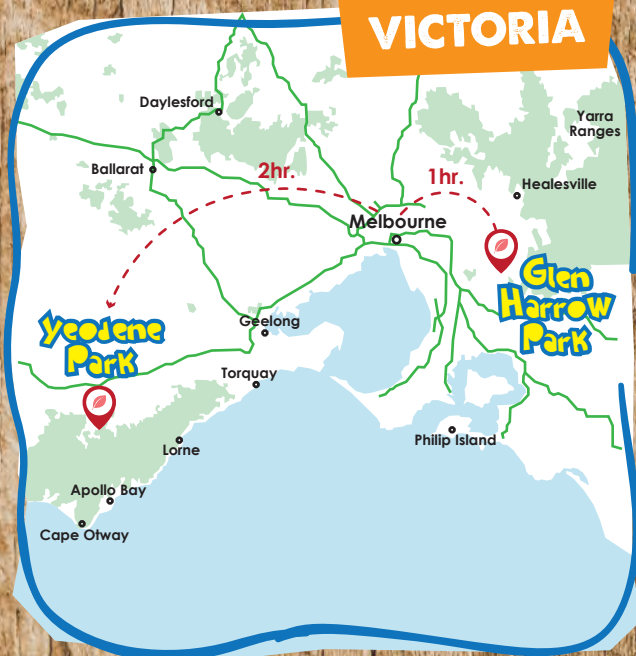 VICTORIA
Daylesford
Yarra
Ranges
Ballarat
2hr.
1hr.
Healesville
Melbourne
Glen
Harrow
Park
Yeodene
Park
Geelong
Torquay
Philip Island
Lorne
Apollo Bay
Cape Otway